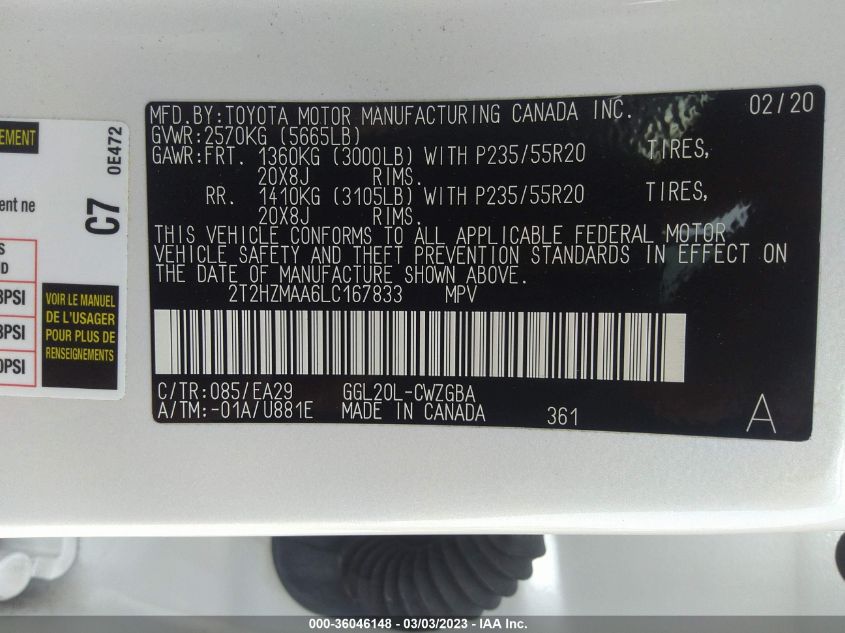 EMENT
C7 0E472
ent ne
S
D
3PSI
3PSI
0PSI
VOIR LE MANUEL
DE L'USAGER
POUR PLUS DE
RENSEIGNEMENTS
MFD.BY:TOYOTA MOTOR MANUFACTURING CANADA INC. 02/20
GVWR:2570KG (5665LB)
GAWR:FRT. 1360KG (3000LB) WITH P235/55R20 TIRES,
20X8J RIMS.
RR. 1410KG (3105LB) WITH P235/55R20 TIRES,
20X8J RIMS.
THIS VEHICLE CONFORMS TO ALL APPLICABLE FEDERAL MOTOR
VEHICLE SAFETY AND THEFT PREVENTION STANDARDS IN EFFECT ON
THE DATE OF MANUFACTURE SHOWN ABOVE.
2T2HZMAA6LC167833 MPV
C/TR:085/EA29 GGL20L-CWZGBA
A/TM:-01A/U881E MADE IN CANADA 361 A
000-36046148 - 03/03/2023 - IAA Inc.